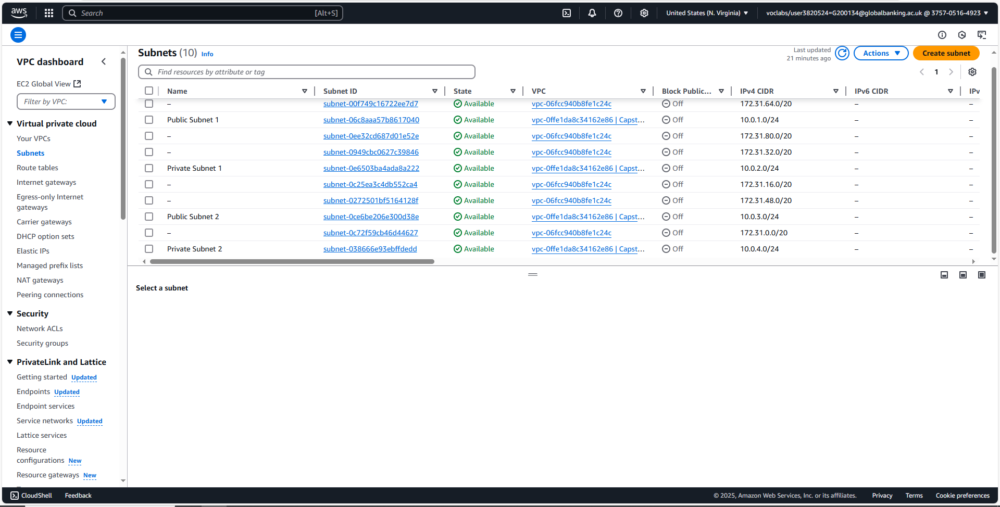 aws
Search [Alt+S]
United States (N. Virginia)
voclabs/user3820524=G200134@globalbanking.ac.uk @ 3757-0516-4923
VPC dashboard
EC2 Global View
Filter by VPC:
Virtual private cloud
Your VPCs
Subnets
Route tables
Internet gateways
Egress-only Internet
gateways
Carrier gateways
DHCP option sets
Elastic IPs
Managed prefix lists
NAT gateways
Peering connections
Security
Network ACLs
Security groups
PrivateLink and Lattice
Getting started Updated
Endpoints Updated
Endpoint services
Service networks Updated
Lattice services
Resource
configurations New
Resource gateways New
Subnets (10) Info
Last updated
21 minutes ago
Actions
Create subnet
Find resources by attribute or tag
1
Name Subnet ID State VPC Block Public... IPv4 CIDR IPv6 CIDR IPv
– subnet-00f749c16722ee7d7 Available vpc-06fcc940b8fe1c24c Off 172.31.64.0/20 – –
Public Subnet 1 subnet-06c8aaa57b8617040 Available vpc-0ffe1da8c34162e86 | Capst... Off 10.0.1.0/24 – –
– subnet-0ee32cd687d01e52e Available vpc-06fcc940b8fe1c24c Off 172.31.80.0/20 – –
– subnet-0949cbc0627c39846 Available vpc-06fcc940b8fe1c24c Off 172.31.32.0/20 – –
Private Subnet 1 subnet-0e6503ba4ada8a222 Available vpc-0ffe1da8c34162e86 | Capst... Off 10.0.2.0/24 – –
– subnet-0c25ea3c4db552ca4 Available vpc-06fcc940b8fe1c24c Off 172.31.16.0/20 – –
– subnet-0272501bf5164128f Available vpc-06fcc940b8fe1c24c Off 172.31.48.0/20 – –
Public Subnet 2 subnet-0ce6be206e300d38e Available vpc-0ffe1da8c34162e86 | Capst... Off 10.0.3.0/24 – –
– subnet-0c72f59cb46d44627 Available vpc-06fcc940b8fe1c24c Off 172.31.0.0/20 – –
Private Subnet 2 subnet-038666e93ebffdedd Available vpc-0ffe1da8c34162e86 | Capst... Off 10.0.4.0/24 – –
Select a subnet
CloudShell Feedback
© 2025, Amazon Web Services, Inc. or its affiliates. Privacy Terms Cookie preferences